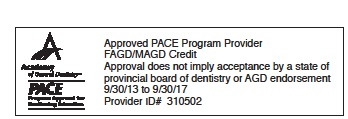 Academy
of General Dentistry™
PACE
Program Approval for
Continuing Education
Approved PACE Program Provider
FAGD/MAGD Credit
Approval does not imply acceptance by a state of
provincial board of dentistry or AGD endorsement
9/30/13 to 9/30/17
Provider ID# 310502